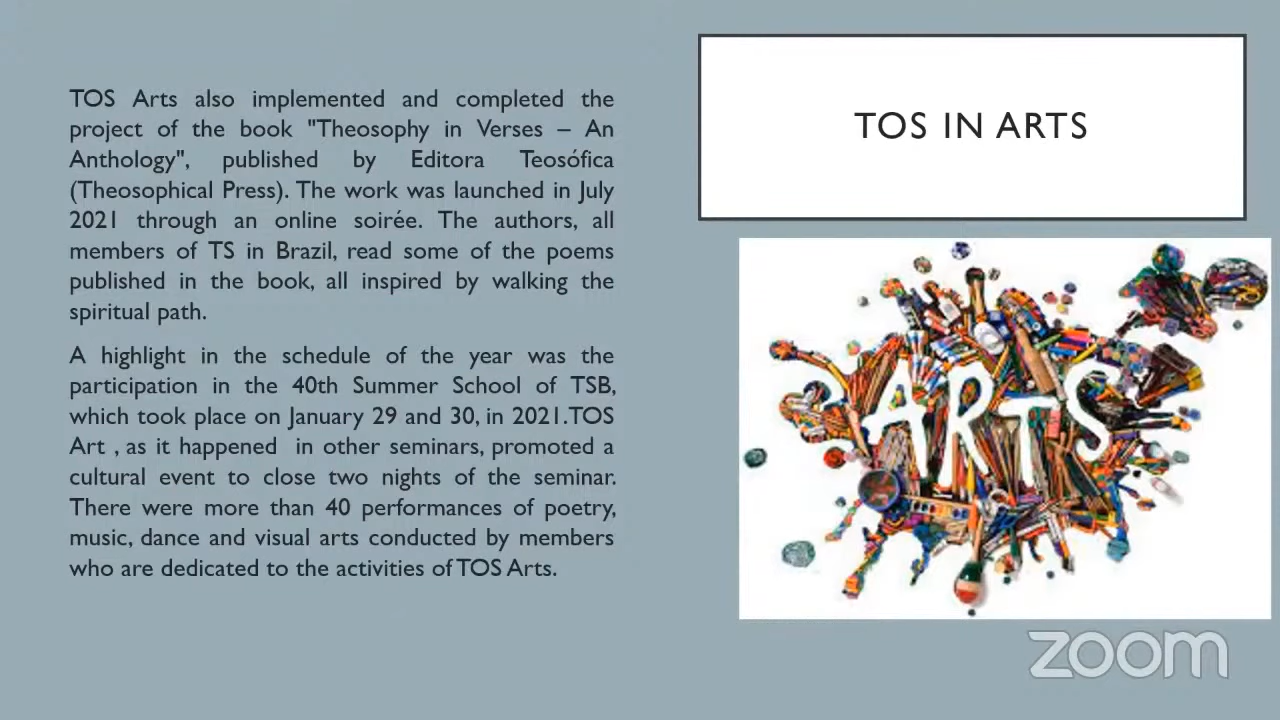 TOS Arts also implemented and completed the
project of the book "Theosophy in Verses – An
Anthology", published by Editora Teosófica
(Theosophical Press). The work was launched in July
2021 through an online soirée. The authors, all
members of TS in Brazil, read some of the poems
published in the book, all inspired by walking the
spiritual path.
A highlight in the schedule of the year was the
participation in the 40th Summer School of TSB,
which took place on January 29 and 30, in 2021.TOS
Art , as it happened  in other seminars, promoted a
cultural event to close two nights of the seminar.
There were more than 40 performances of poetry,
music, dance and visual arts conducted by members
who are dedicated to the activities of TOS Arts.
TOS IN ARTS
ARTS
zoom